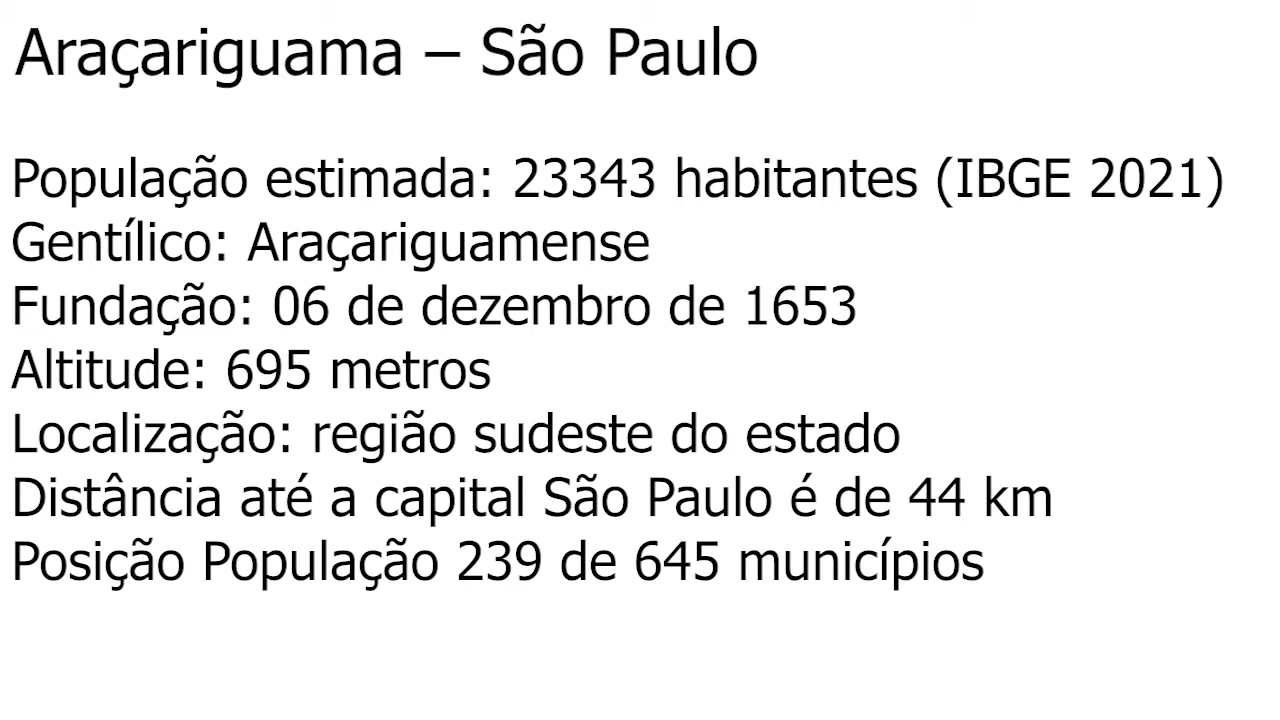 Araçariguama – São Paulo
População estimada: 23343 habitantes (IBGE 2021)
Gentílico: Araçariguamense
Fundação: 06 de dezembro de 1653
Altitude: 695 metros
Localização: região sudeste do estado
Distância até a capital São Paulo é de 44 km
Posição População 239 de 645 municípios